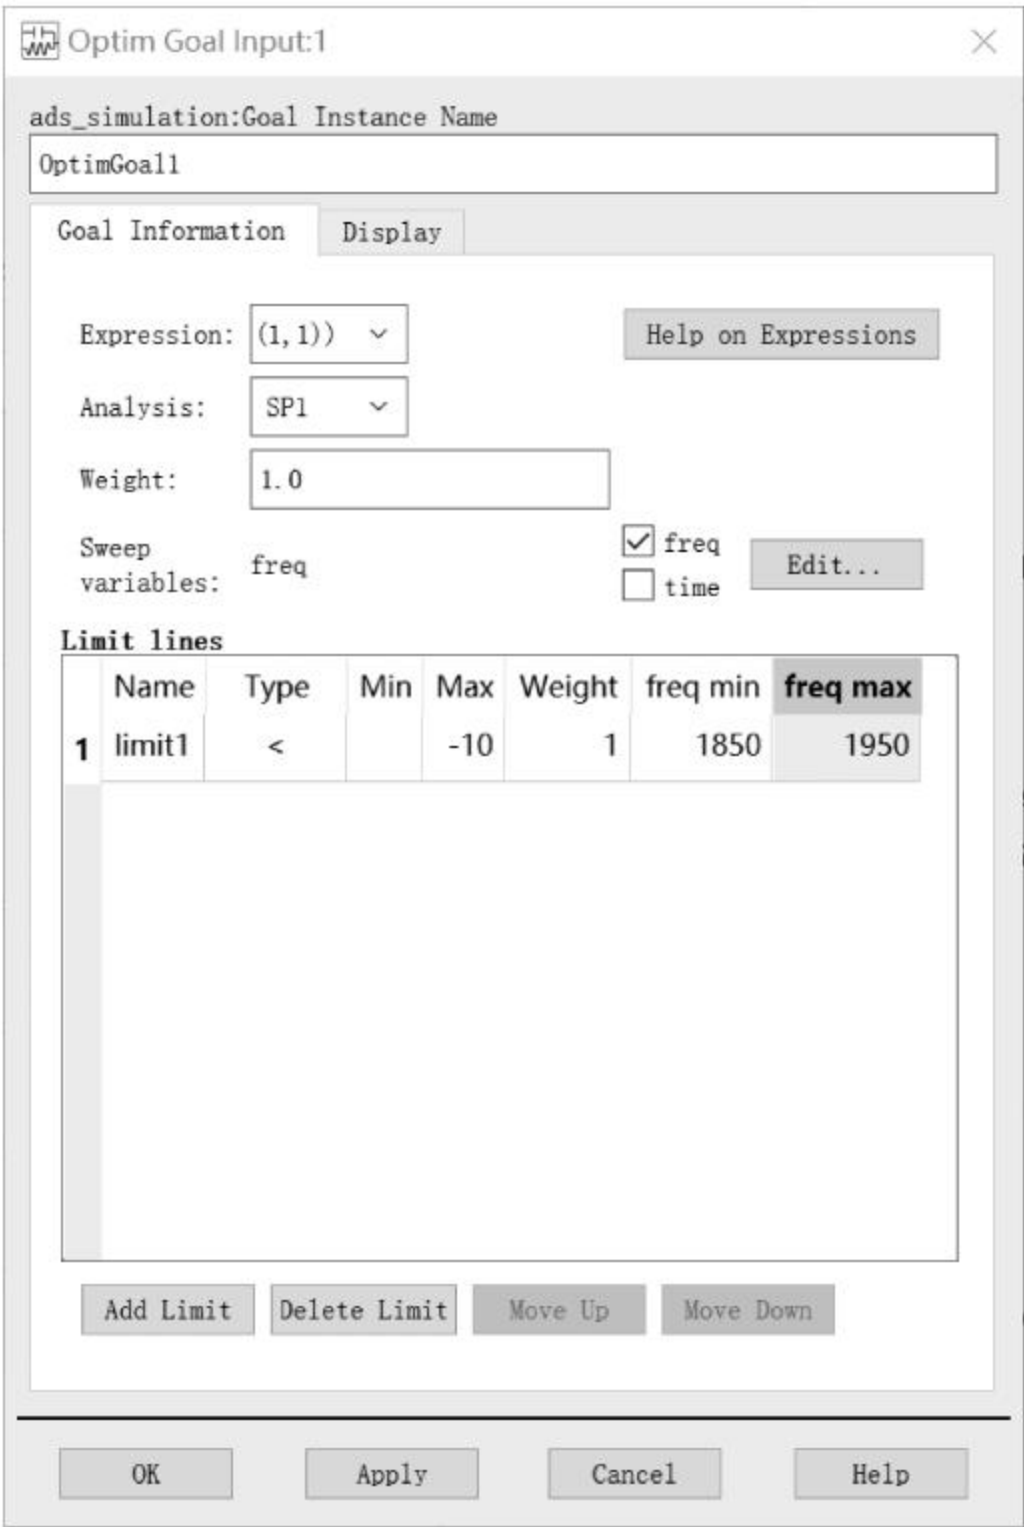 Optim Goal Input:1
ads_simulation:Goal Instance Name
OptimGoal1
Goal Information Display
Expression: (1,1)) Help on Expressions
Analysis: SP1
Weight: 1.0
Sweep variables: freq freq time Edit...
Limit lines
Name Type Min Max Weight freq min freq max
1 limit1 < -10 1 1850 1950
Add Limit Delete Limit Move Up Move Down
OK Apply Cancel Help